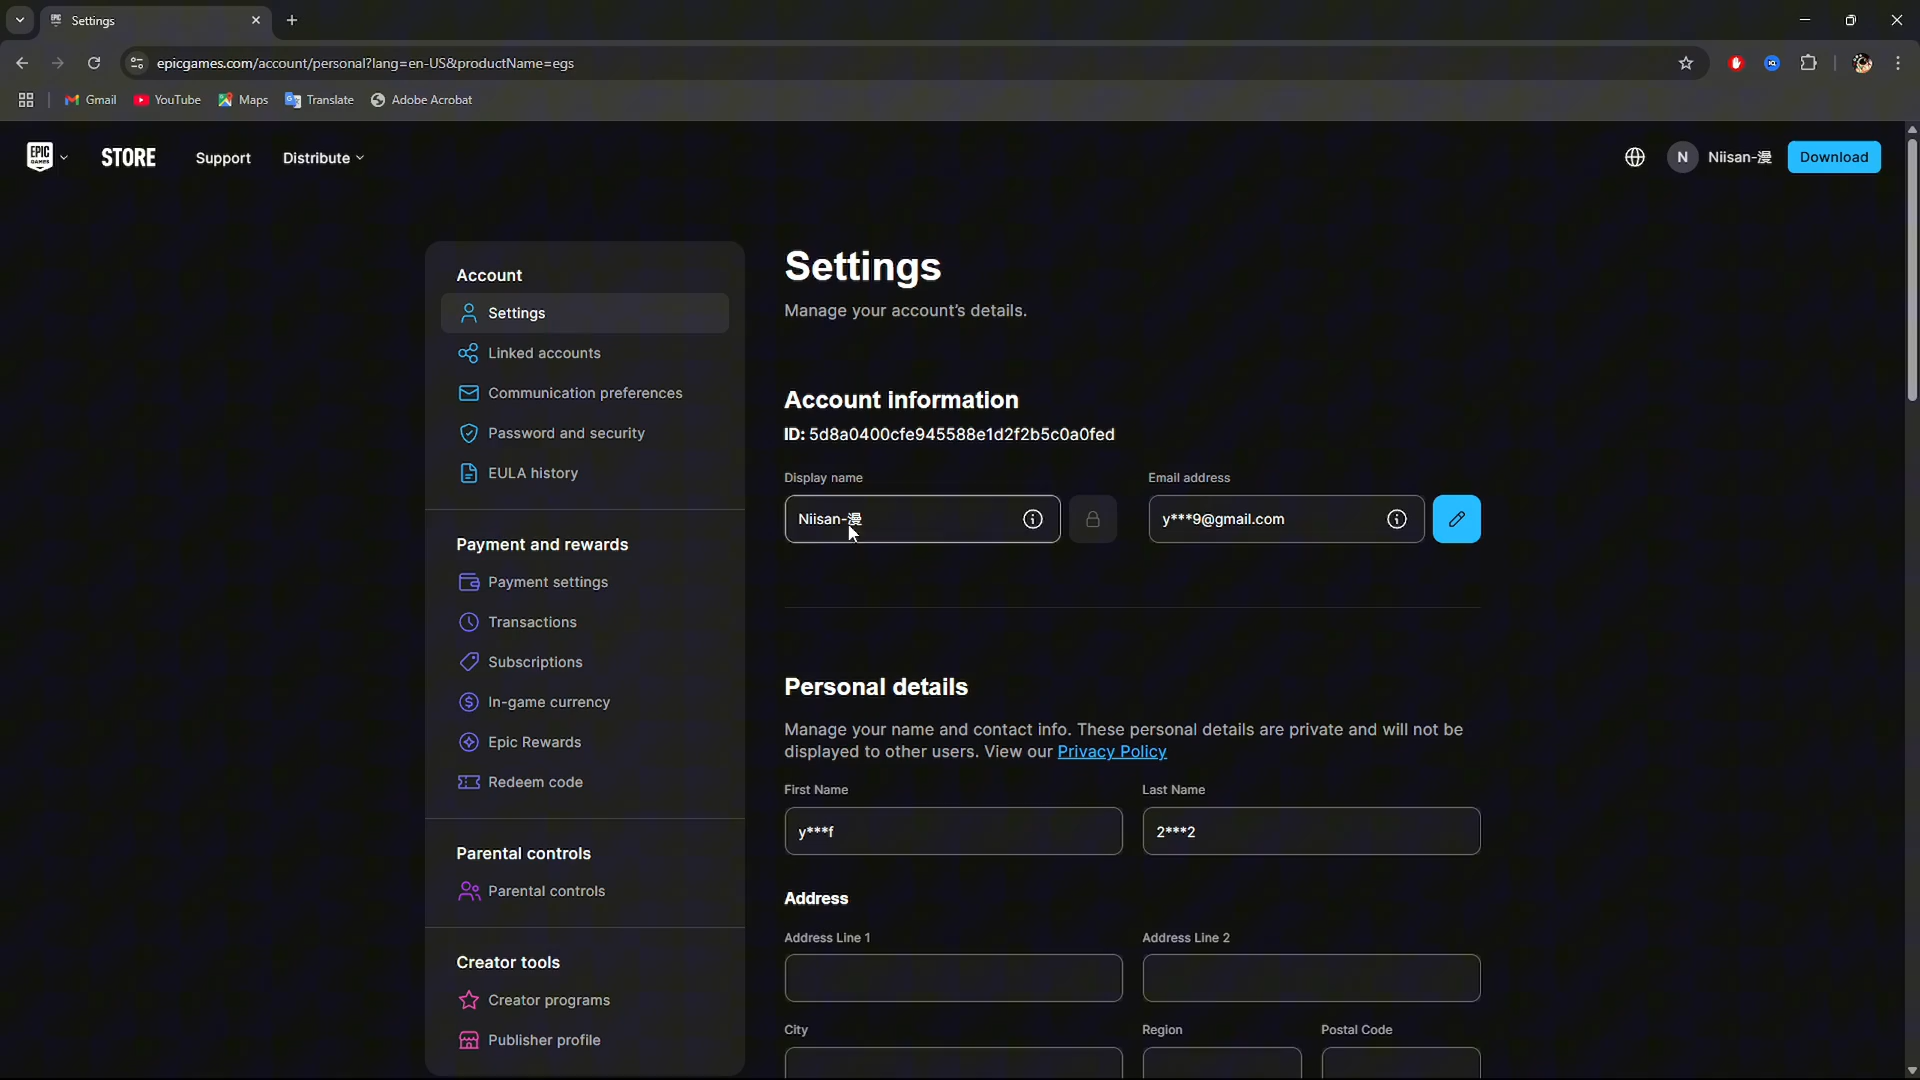 Settings
epicgames.com/account/personal?lang=en-US&productName=egs
Gmail YouTube Maps Translate Adobe Acrobat
EPIC GAMES STORE Support Distribute N Niisan-漫 Download
Account
Settings
Linked accounts
Communication preferences
Password and security
EULA history
Payment and rewards
Payment settings
Transactions
Subscriptions
In-game currency
Epic Rewards
Redeem code
Parental controls
Parental controls
Creator tools
Creator programs
Publisher profile
Settings
Manage your account's details.
Account information
ID: 5d8a0400cfe945588e1d2f2b5c0a0fed
Display name Email address
Niisan-漫 y***9@gmail.com
Personal details
Manage your name and contact info. These personal details are private and will not be
displayed to other users. View our Privacy Policy
First Name Last Name
y***f 2***2
Address
Address Line 1 Address Line 2
City Region Postal Code